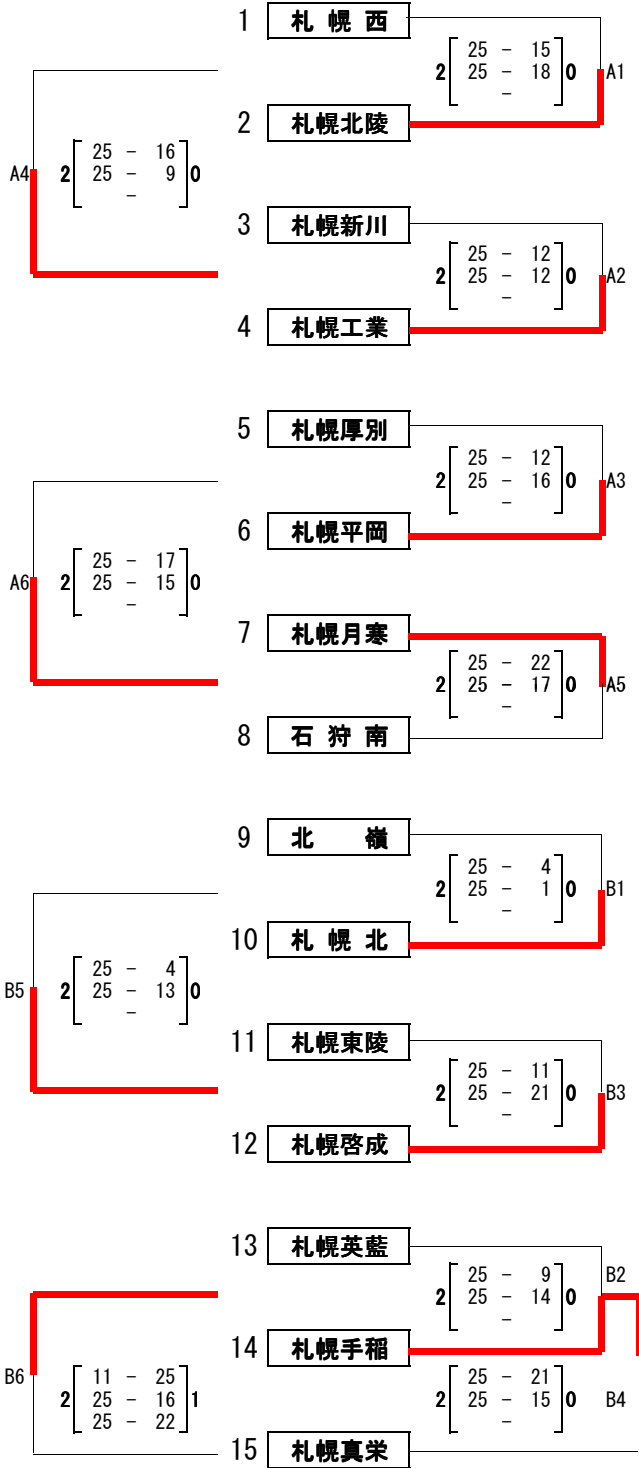 1 札幌西
25 - 15
2 25 - 18 0 A1
-
2 札幌北陵
25 - 16
A4 2 25 - 9 0
-
3 札幌新川
25 - 12
2 25 - 12 0 A2
-
4 札幌工業
5 札幌厚別
25 - 12
2 25 - 16 0 A3
-
6 札幌平岡
25 - 17
A6 2 25 - 15 0
-
7 札幌月寒
25 - 22
2 25 - 17 0 A5
-
8 石狩南
9 北嶺
25 - 4
2 25 - 1 0 B1
-
10 札幌北
25 - 4
B5 2 25 - 13 0
-
11 札幌東陵
25 - 11
2 25 - 21 0 B3
-
12 札幌啓成
13 札幌英藍
25 - 9 B2
2 25 - 14 0
-
14 札幌手稲
B6 11 - 25
2 25 - 16 1
25 - 22
25 - 21
2 25 - 15 0 B4
-
15 札幌真栄